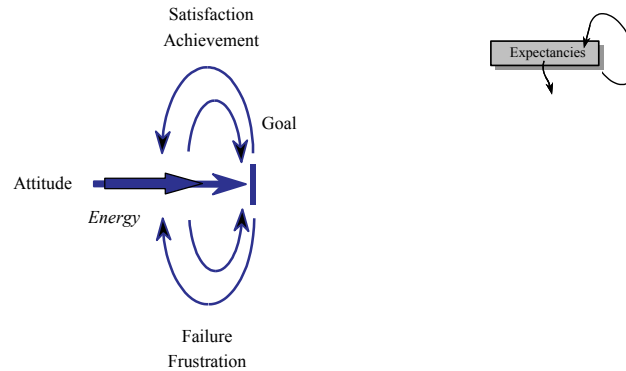 Satisfaction
Achievement
Expectancies
Goal
Attitude
Energy
Failure
Frustration